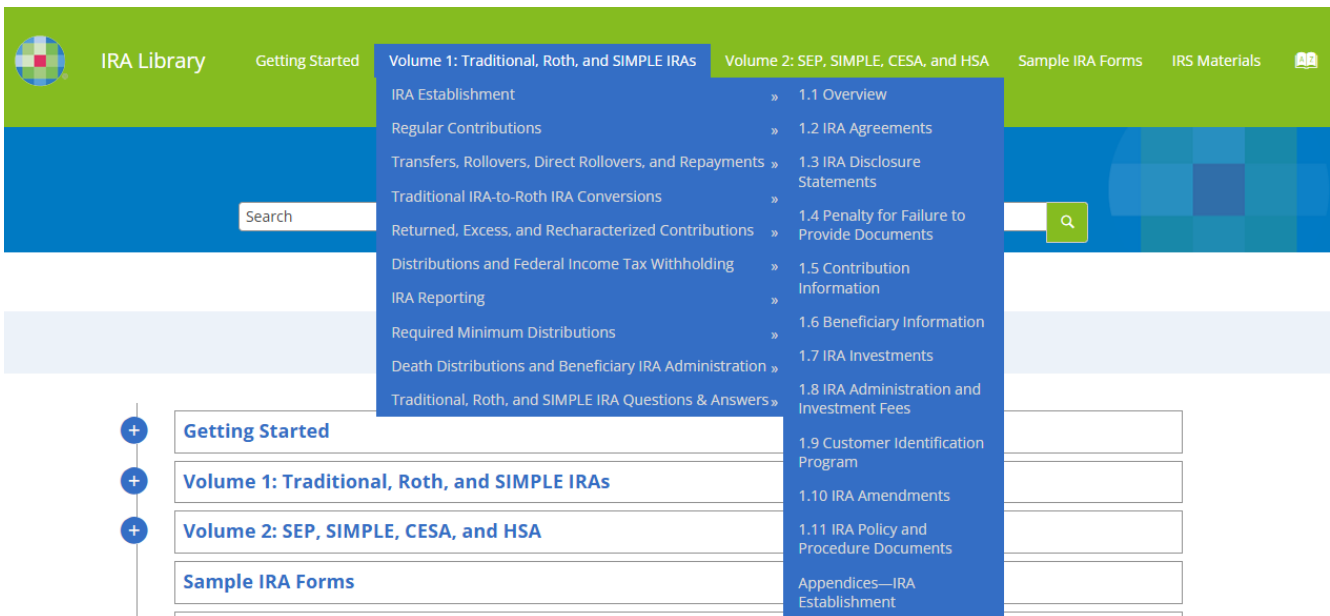 IRA Library
Getting Started
Volume 1: Traditional, Roth, and SIMPLE IRAs
Volume 2: SEP, SIMPLE, CESA, and HSA
Sample IRA Forms
IRS Materials
A Z
IRA Establishment »
Regular Contributions »
Transfers, Rollovers, Direct Rollovers, and Repayments »
Traditional IRA-to-Roth IRA Conversions »
Returned, Excess, and Recharacterized Contributions »
Distributions and Federal Income Tax Withholding »
IRA Reporting »
Required Minimum Distributions »
Death Distributions and Beneficiary IRA Administration »
Traditional, Roth, and SIMPLE IRA Questions & Answers »
1.1 Overview
1.2 IRA Agreements
1.3 IRA Disclosure
Statements
1.4 Penalty for Failure to
Provide Documents
1.5 Contribution
Information
1.6 Beneficiary Information
1.7 IRA Investments
1.8 IRA Administration and
Investment Fees
1.9 Customer Identification
Program
1.10 IRA Amendments
1.11 IRA Policy and
Procedure Documents
Appendices—IRA
Establishment
Search
+ Getting Started
+ Volume 1: Traditional, Roth, and SIMPLE IRAs
+ Volume 2: SEP, SIMPLE, CESA, and HSA
Sample IRA Forms